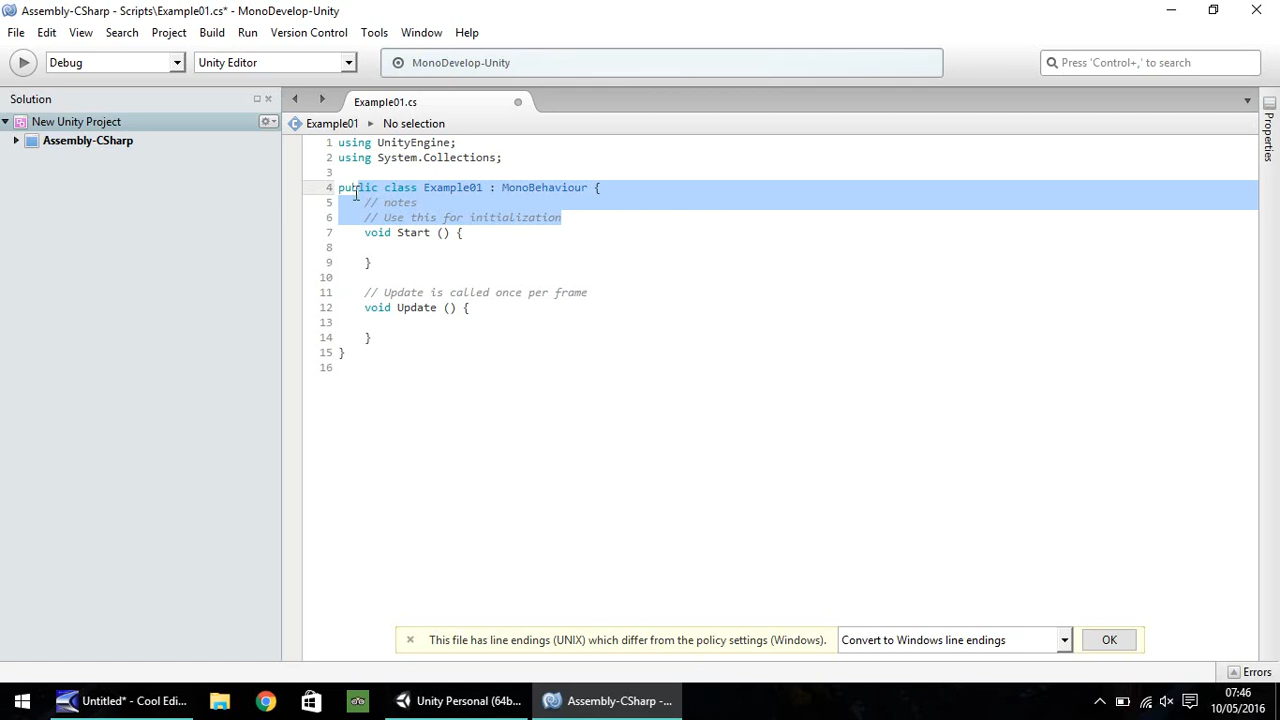 Assembly-CSharp - Scripts\Example01.cs* - MonoDevelop-Unity
File Edit View Search Project Build Run Version Control Tools Window Help
Debug Unity Editor MonoDevelop-Unity Press 'Control+,' to search
Solution
Example01.cs
New Unity Project
Assembly-CSharp
Example01 No selection
1 using UnityEngine;
2 using System.Collections;
3
4 public class Example01 : MonoBehaviour {
5 // notes
6 // Use this for initialization
7 void Start () {
8
9 }
10
11 // Update is called once per frame
12 void Update () {
13
14 }
15 }
16
Properties
This file has line endings (UNIX) which differ from the policy settings (Windows). Convert to Windows line endings OK
Errors
Untitled* - Cool Edi... Unity Personal (64b... Assembly-CSharp -...
07:46
10/05/2016